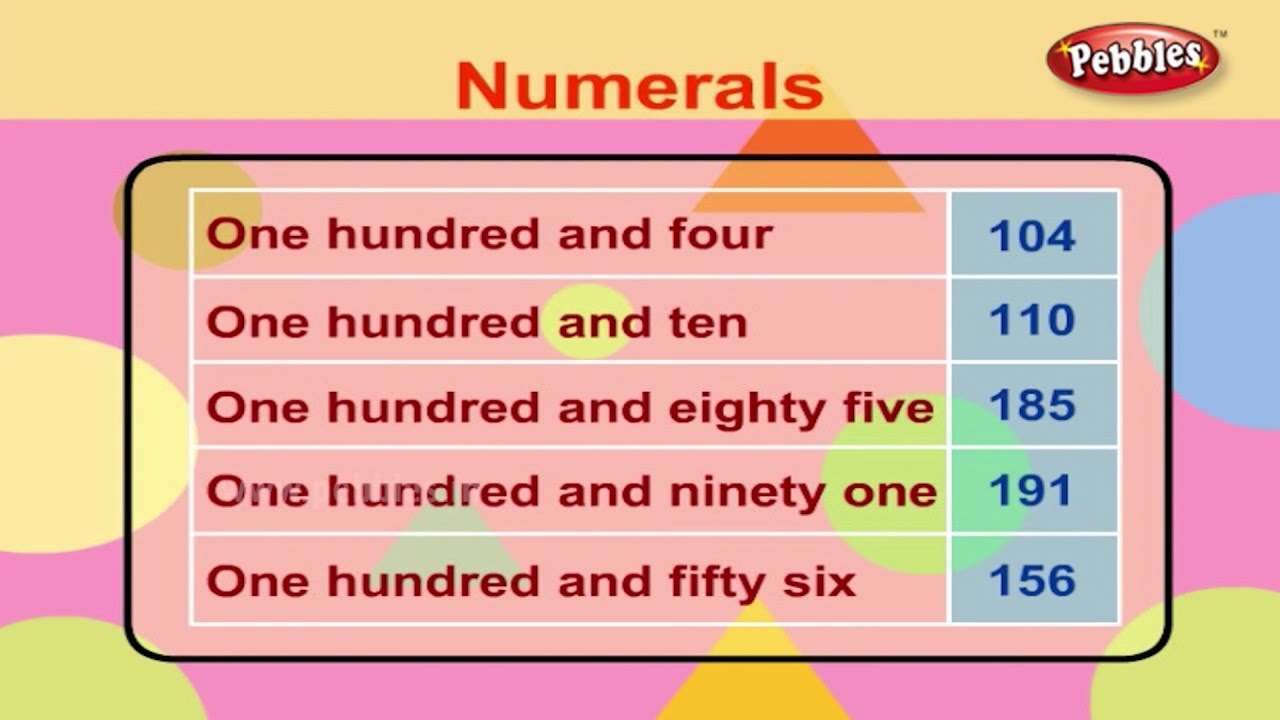 Pebbles™
Numerals
One hundred and four 104
One hundred and ten 110
One hundred and eighty five 185
One hundred and ninety one 191
One hundred and fifty six 156